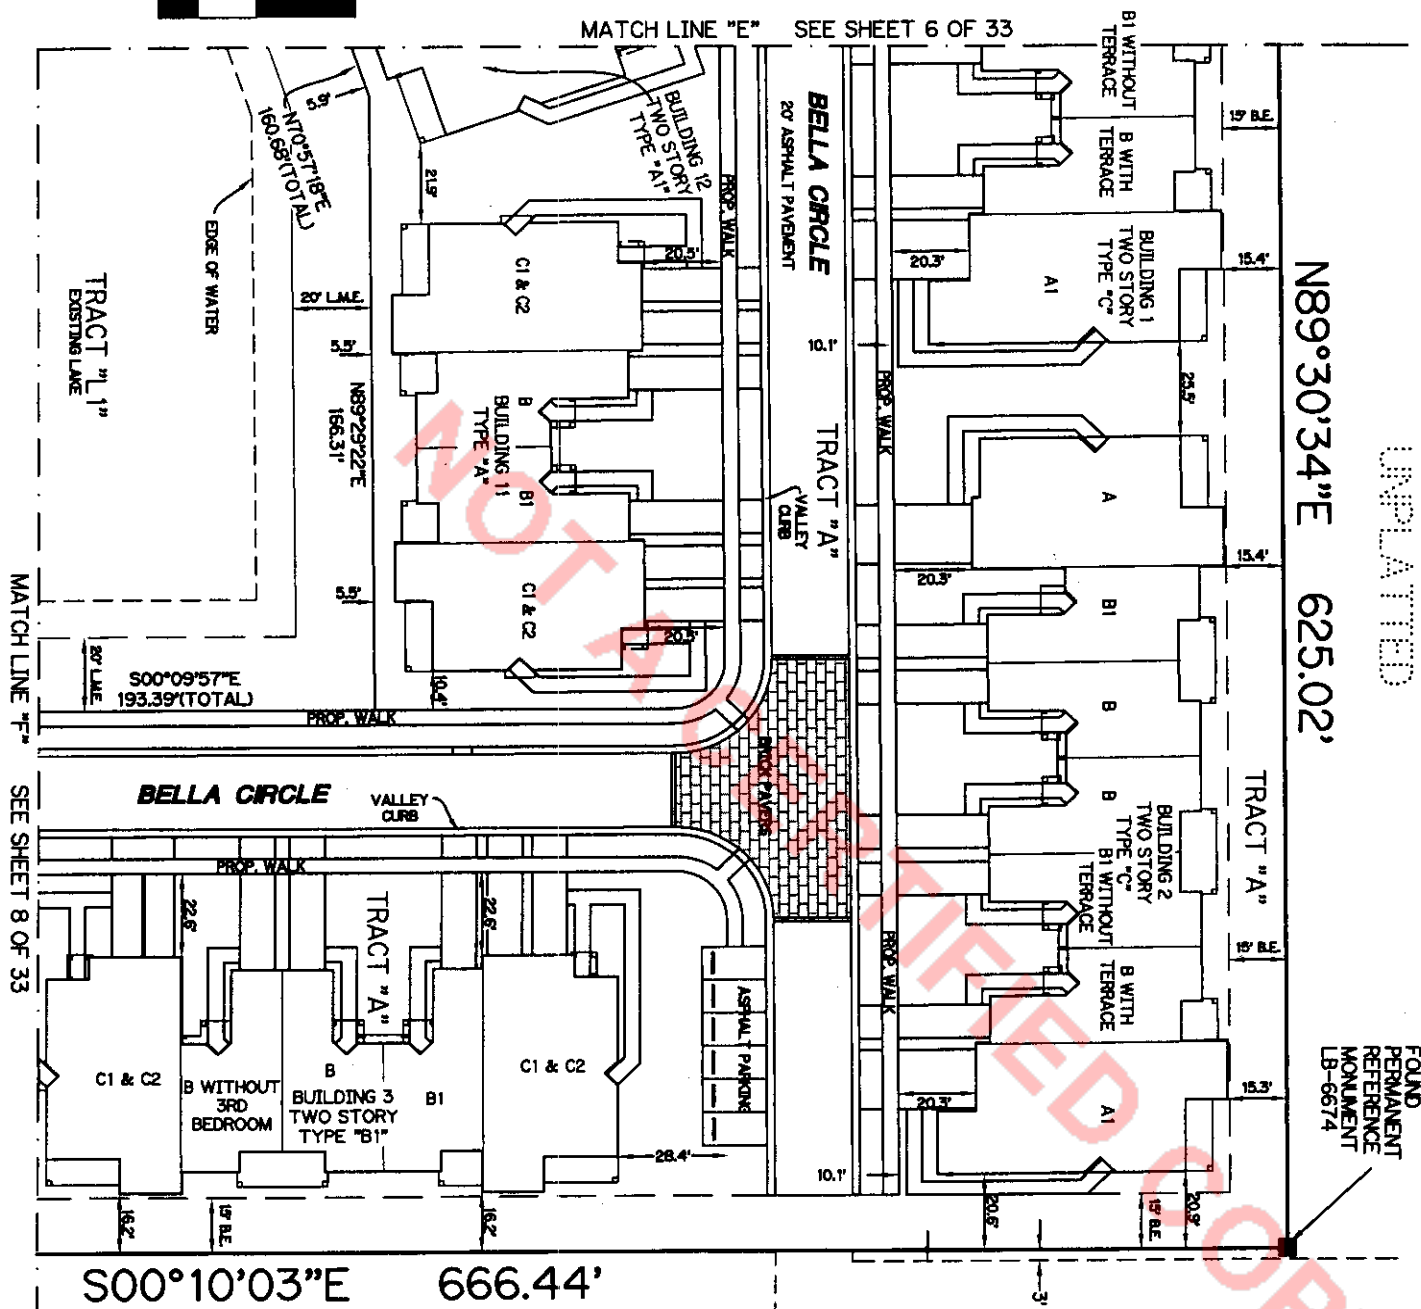 MATCH LINE "E" SEE SHEET 6 OF 33
B1 WITHOUT
TERRACE
B WITH
TERRACE
15' B.E.
BELLA CIRCLE
20' ASPHALT PAVEMENT
BUILDING 12
TWO STORY
TYPE "A1"
PROP. WALK
5.9'
N70°57'18"E
160.68'(TOTAL)
EDGE OF WATER
21.9'
20.5'
C1 & C2
20' L.M.E.
TRACT "L1"
EXISTING LAKE
5.5'
N89°29'22"E
166.31'
B
BUILDING 11
TYPE "A"
B1
5.5'
C1 & C2
20.5'
10.4'
20' L.M.E.
S00°09'57"E
193.39'(TOTAL)
PROP. WALK
10.1'
PROP. WALK
TRACT "A"
VALLEY
CURB
20.3'
A1
BUILDING 1
TWO STORY
TYPE "C"
15.4'
25.5'
A
20.3'
15.4'
N89°30'34"E 625.02'
UNPLATTED
B1
B
B
BUILDING 2
TWO STORY
TYPE "C"
B1 WITHOUT
TERRACE
TRACT "A"
15' B.E.
B WITH
TERRACE
PROP. WALK
BRICK PAVERS
15.3'
A1
20.3'
10.1'
20.6'
15' B.E.
20.9'
3'
FOUND
PERMANENT
REFERENCE
MONUMENT
LB-6674
BELLA CIRCLE
VALLEY
CURB
PROP. WALK
22.6'
TRACT "A"
22.6'
ASPHALT PARKING
C1 & C2
B WITHOUT
3RD
BEDROOM
B
BUILDING 3
TWO STORY
TYPE "B1"
B1
C1 & C2
28.4'
16.2'
15' B.E.
16.2'
MATCH LINE "F" SEE SHEET 8 OF 33
S00°10'03"E 666.44'
NOT A CERTIFIED COP